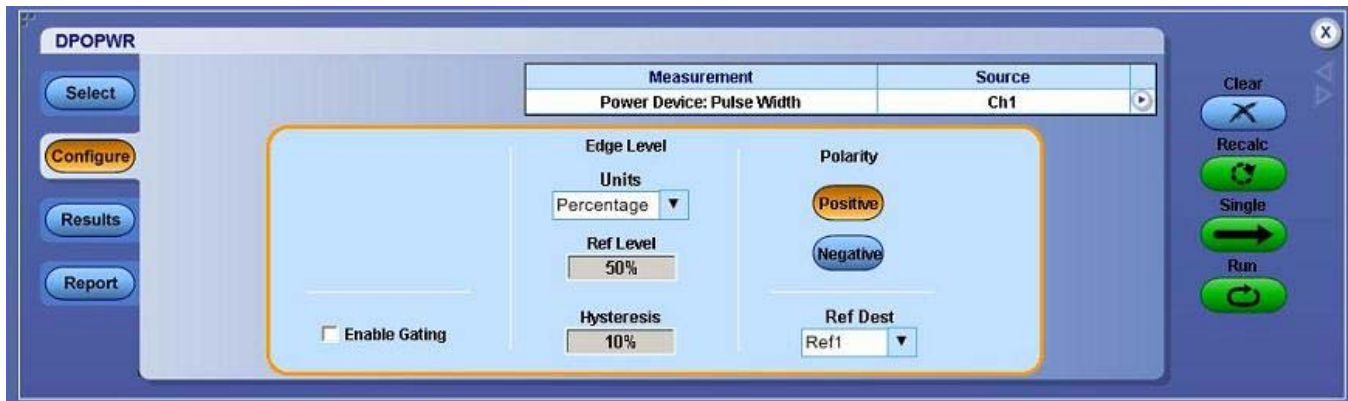 DPOPWR
Select
Configure
Results
Report
Measurement Source
Power Device: Pulse Width Ch1
Enable Gating
Edge Level
Units
Percentage
Ref Level
50%
Hysteresis
10%
Polarity
Positive
Negative
Ref Dest
Ref1
X
Clear
Recalc
Single
Run